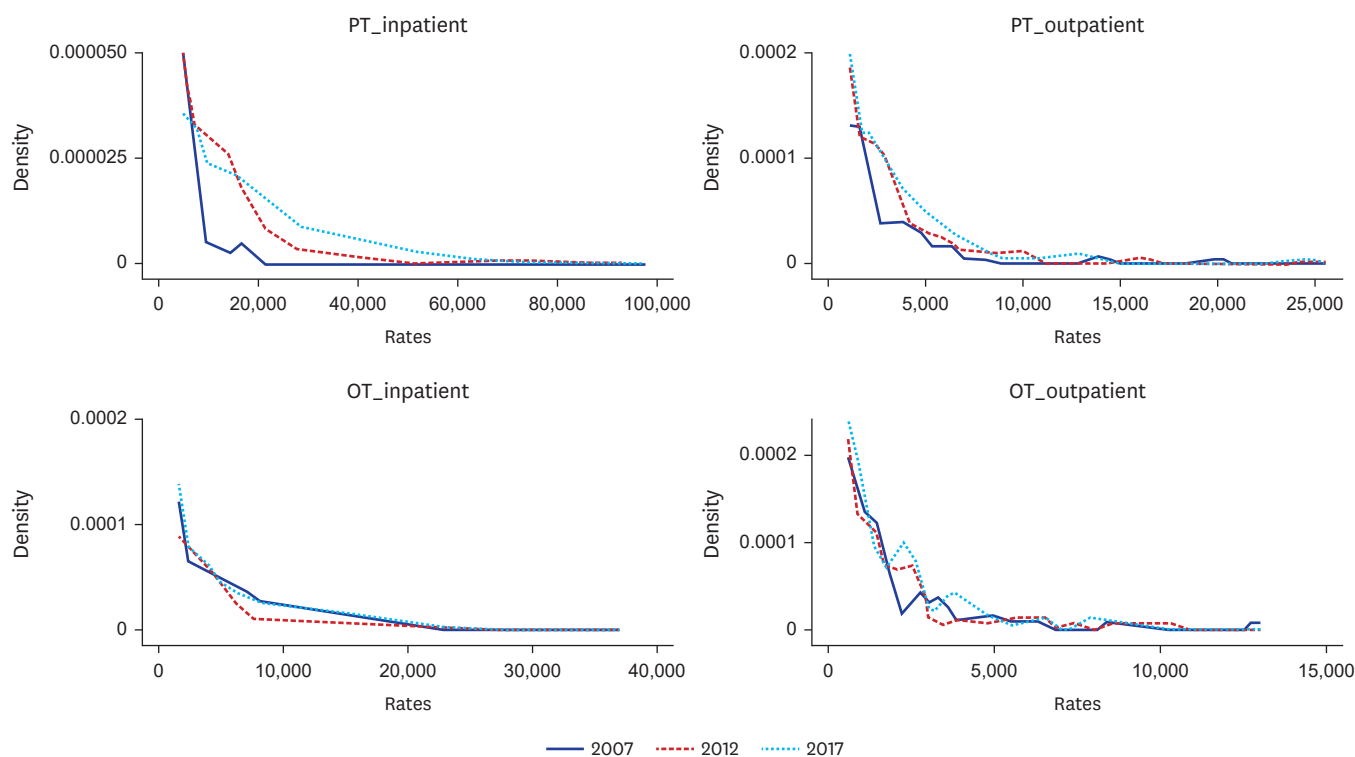 PT_inpatient
0.000050
0.000025
0
Density
0 20,000 40,000 60,000 80,000 100,000
Rates
PT_outpatient
0.0002
0.0001
0
Density
0 5,000 10,000 15,000 20,000 25,000
Rates
OT_inpatient
0.0002
0.0001
0
Density
0 10,000 20,000 30,000 40,000
Rates
OT_outpatient
0.0002
0.0001
0
Density
0 5,000 10,000 15,000
Rates
2007 2012 2017